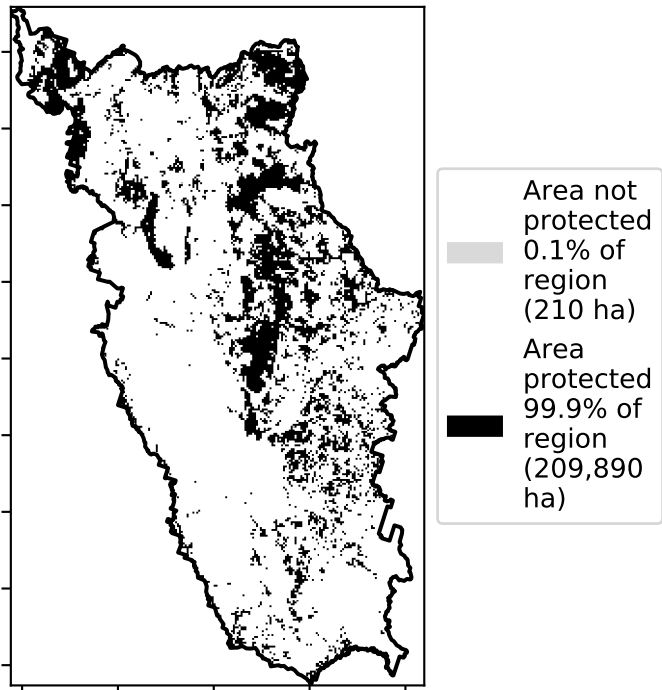 Area not
protected
0.1% of
region
(210 ha)
Area
protected
99.9% of
region
(209,890
ha)